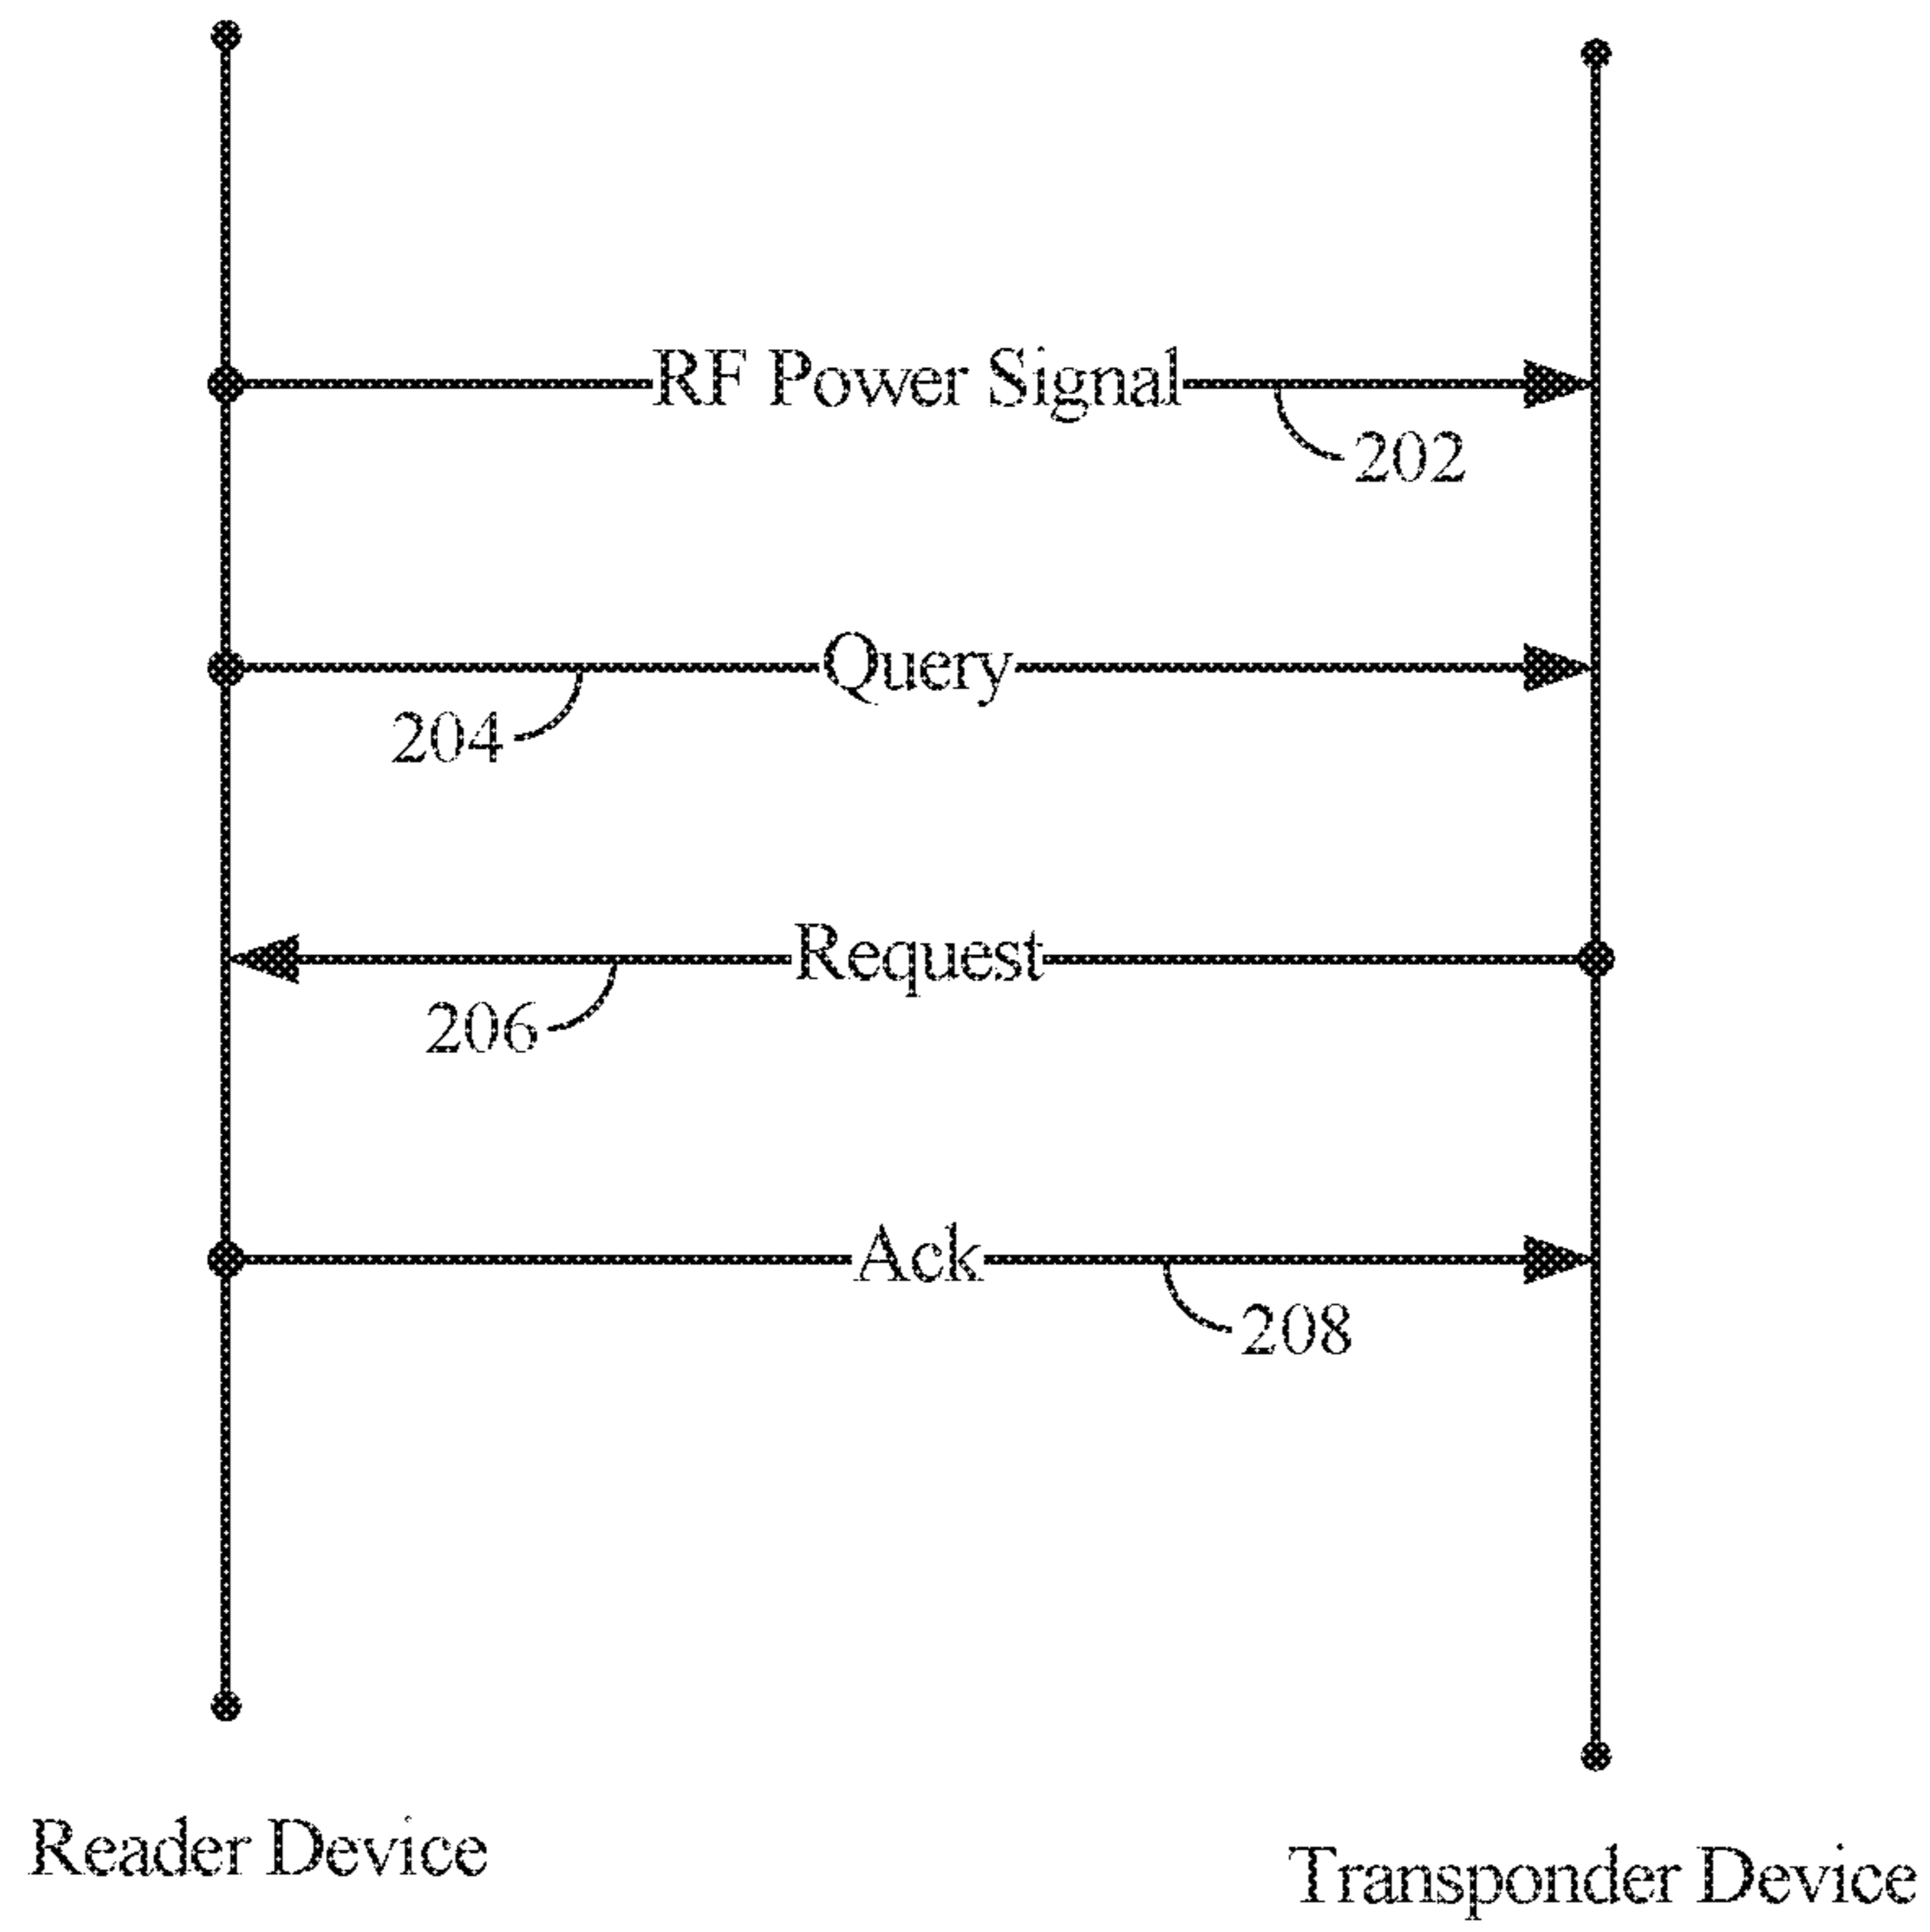 RF Power Signal
202
Query
204
Request
206
Ack
208
Reader Device
Transponder Device